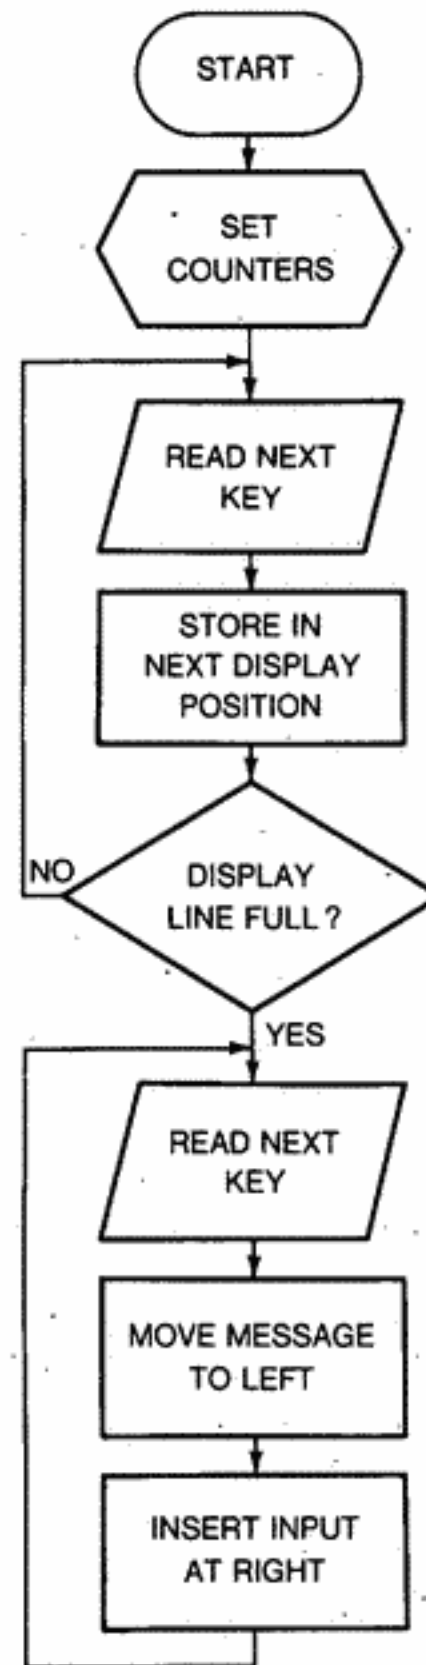 START
SET
COUNTERS
READ NEXT
KEY
STORE IN
NEXT DISPLAY
POSITION
NO
DISPLAY
LINE FULL?
YES
READ NEXT
KEY
MOVE MESSAGE
TO LEFT
INSERT INPUT
AT RIGHT